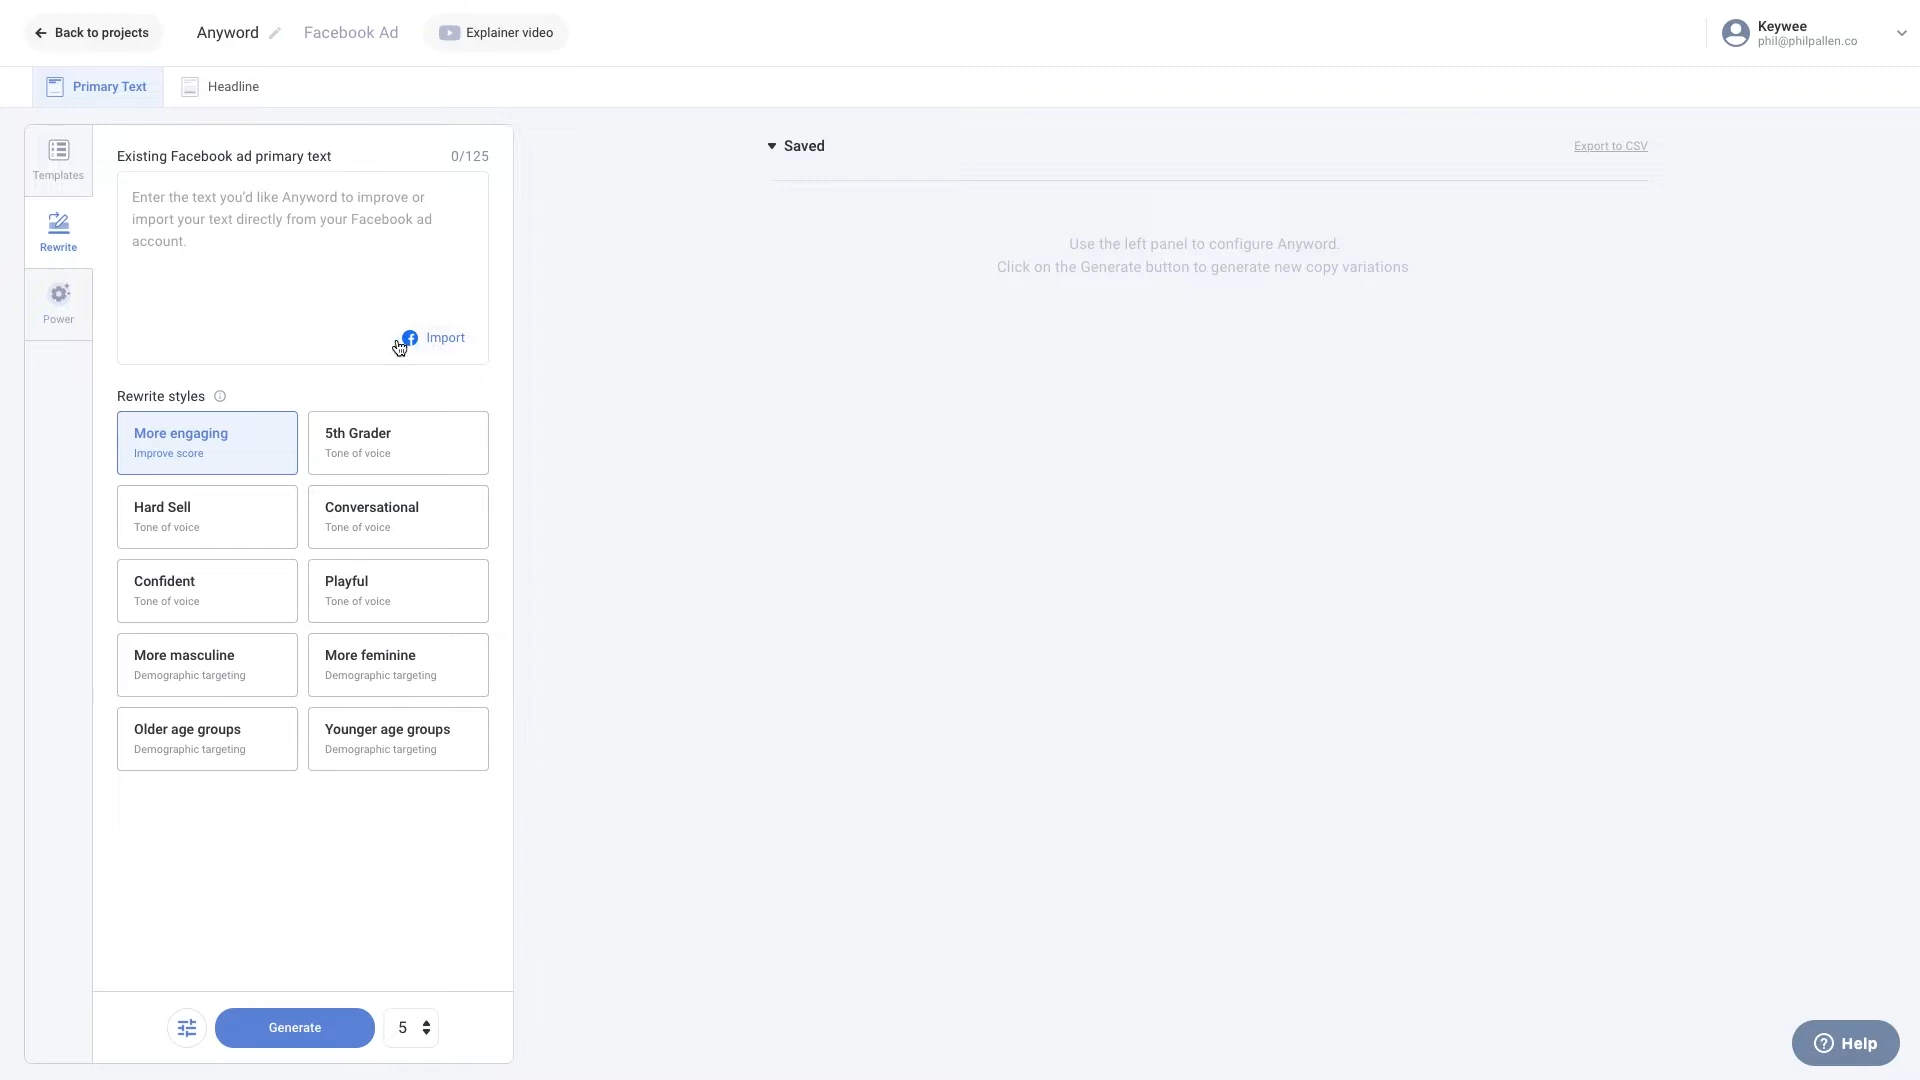 Back to projects
Anyword
Facebook Ad
Explainer video
Keywee
phil@philpallen.co
Primary Text
Headline
Templates
Rewrite
Power
Existing Facebook ad primary text
0/125
Enter the text you'd like Anyword to improve or
import your text directly from your Facebook ad
account.
Import
Rewrite styles
More engaging
Improve score
5th Grader
Tone of voice
Hard Sell
Tone of voice
Conversational
Tone of voice
Confident
Tone of voice
Playful
Tone of voice
More masculine
Demographic targeting
More feminine
Demographic targeting
Older age groups
Demographic targeting
Younger age groups
Demographic targeting
Generate
5
Saved
Export to CSV
Use the left panel to configure Anyword.
Click on the Generate button to generate new copy variations
Help